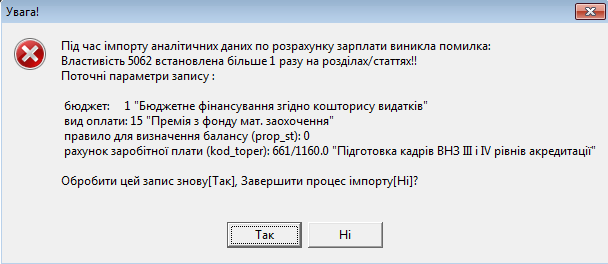 Увага!
Під час імпорту аналітичних даних по розрахунку зарплати виникла помилка:
Властивість 5062 встановлена більше 1 разу на розділах/статтях!!
Поточні параметри запису :
бюджет: 1 "Бюджетне фінансування згідно кошторису видатків"
вид оплати: 15 "Премія з фонду мат. заохочення"
правило для визначення балансу (prop_st): 0
рахунок заробітної плати (kod_toper): 661/1160.0 "Підготовка кадрів ВНЗ III і IV рівнів акредитації"
Обробити цей запис знову[Так], Завершити процес імпорту[Ні]?
Так
Ні